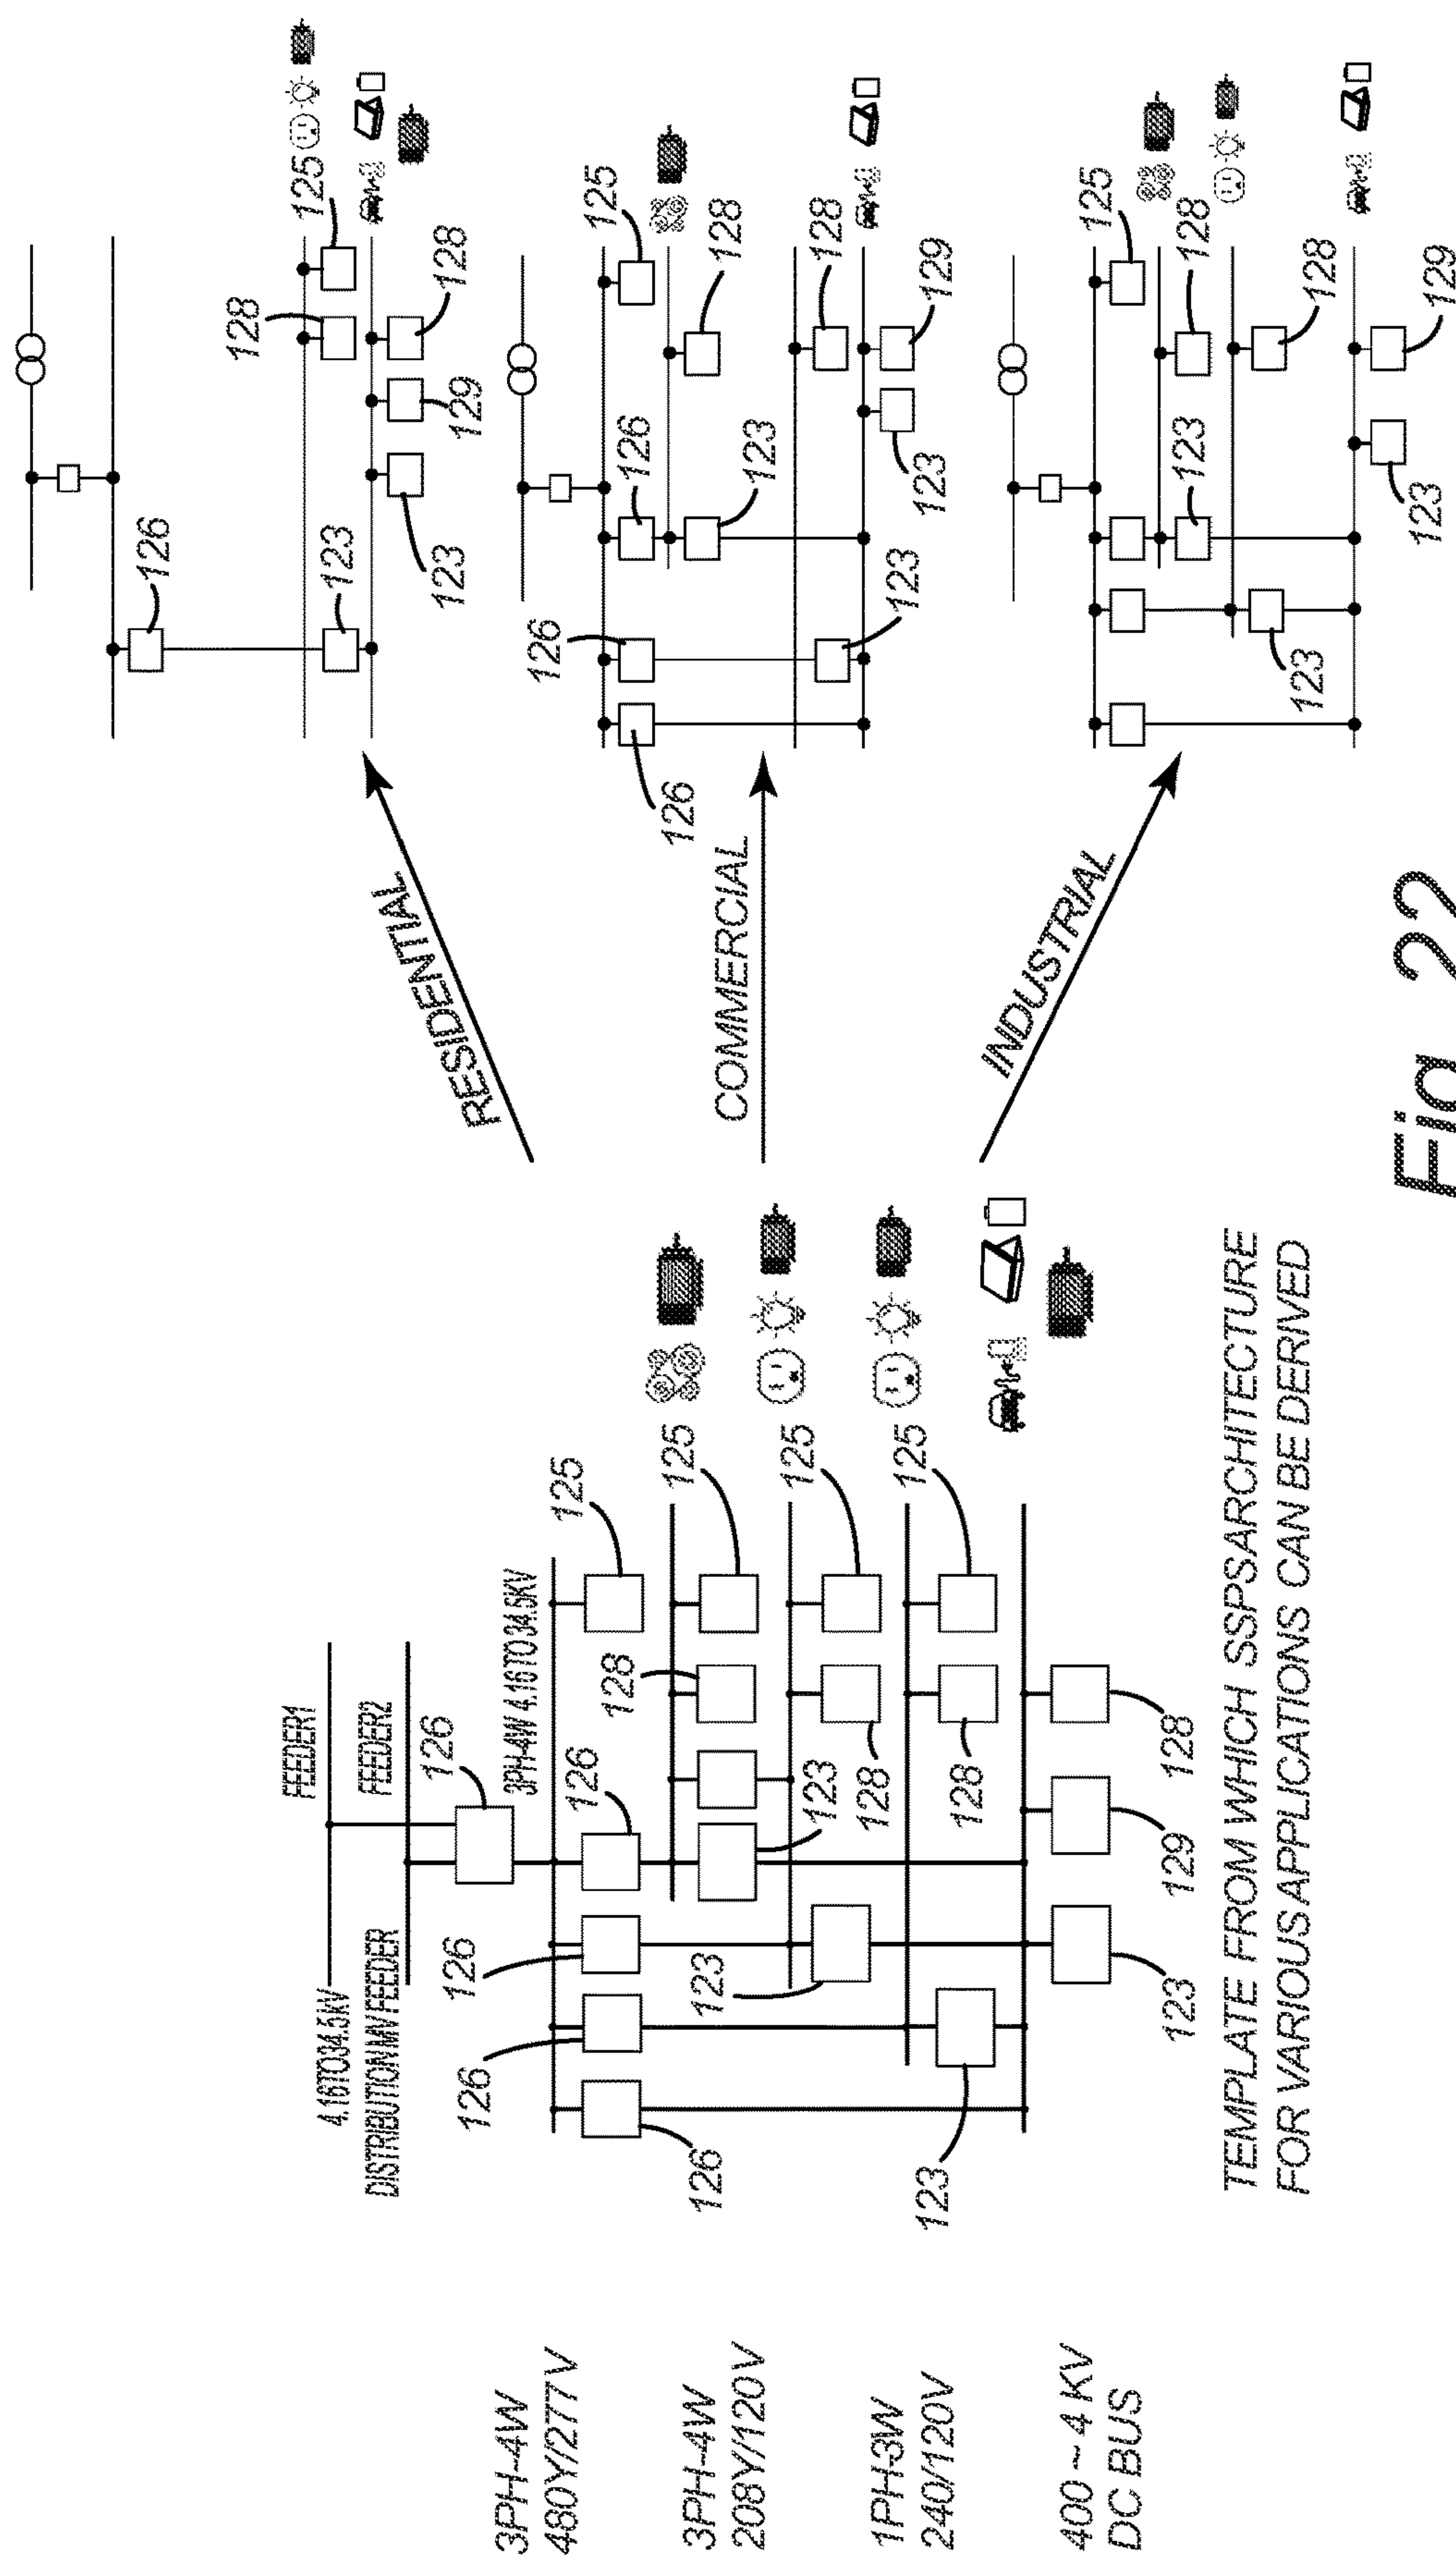 FEEDER1
4.16TO34.5KV
FEEDER2
DISTRIBUTION MV FEEDER
126
3PH-4W 4.16 TO 34.5KV
125
126
126
126
126
3PH-4W
480Y/277V
125
128
123
3PH-4W
208Y/120V
125
128
123
1PH-3W
240/120V
125
128
123
400 ~ 4 KV
DC BUS
128
129
123
TEMPLATE FROM WHICH SSPS ARCHITECTURE
FOR VARIOUS APPLICATIONS CAN BE DERIVED
RESIDENTIAL
126
128
125
123
128
129
123
COMMERCIAL
125
126
126
126
128
123
128
123
129
123
INDUSTRIAL
125
128
123
128
123
129
123
Fig 22